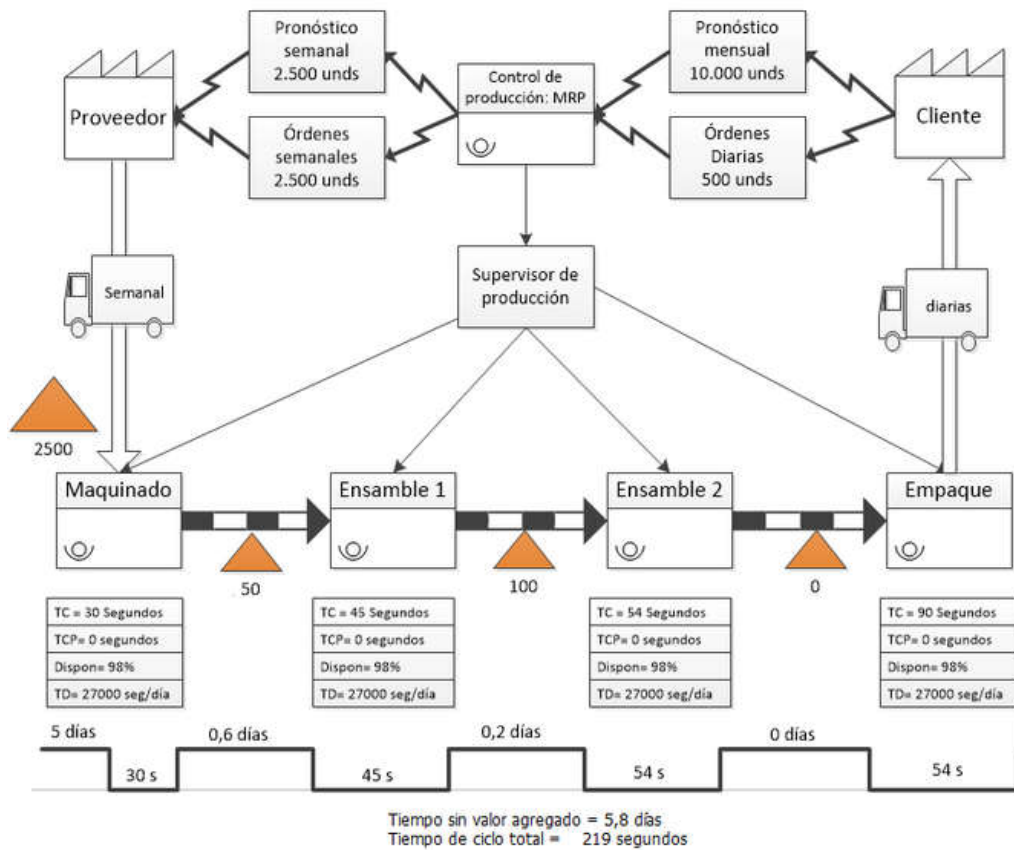 Pronóstico
semanal
2.500 unds
Pronóstico
mensual
10.000 unds
Control de
producción: MRP
Proveedor
Cliente
Órdenes
semanales
2.500 unds
Órdenes
Diarias
500 unds
Semanal
Supervisor de
producción
diarias
2500
Maquinado
Ensamble 1
Ensamble 2
Empaque
50
100
0
TC = 30 Segundos
TCP= 0 segundos
Dispon= 98%
TD= 27000 seg/día
TC = 45 Segundos
TCP= 0 segundos
Dispon= 98%
TD= 27000 seg/día
TC = 54 Segundos
TCP= 0 segundos
Dispon= 98%
TD= 27000 seg/día
TC = 90 Segundos
TCP= 0 segundos
Dispon= 98%
TD= 27000 seg/día
5 días
0,6 días
0,2 días
0 días
30 s
45 s
54 s
54 s
Tiempo sin valor agregado = 5,8 días
Tiempo de ciclo total = 219 segundos